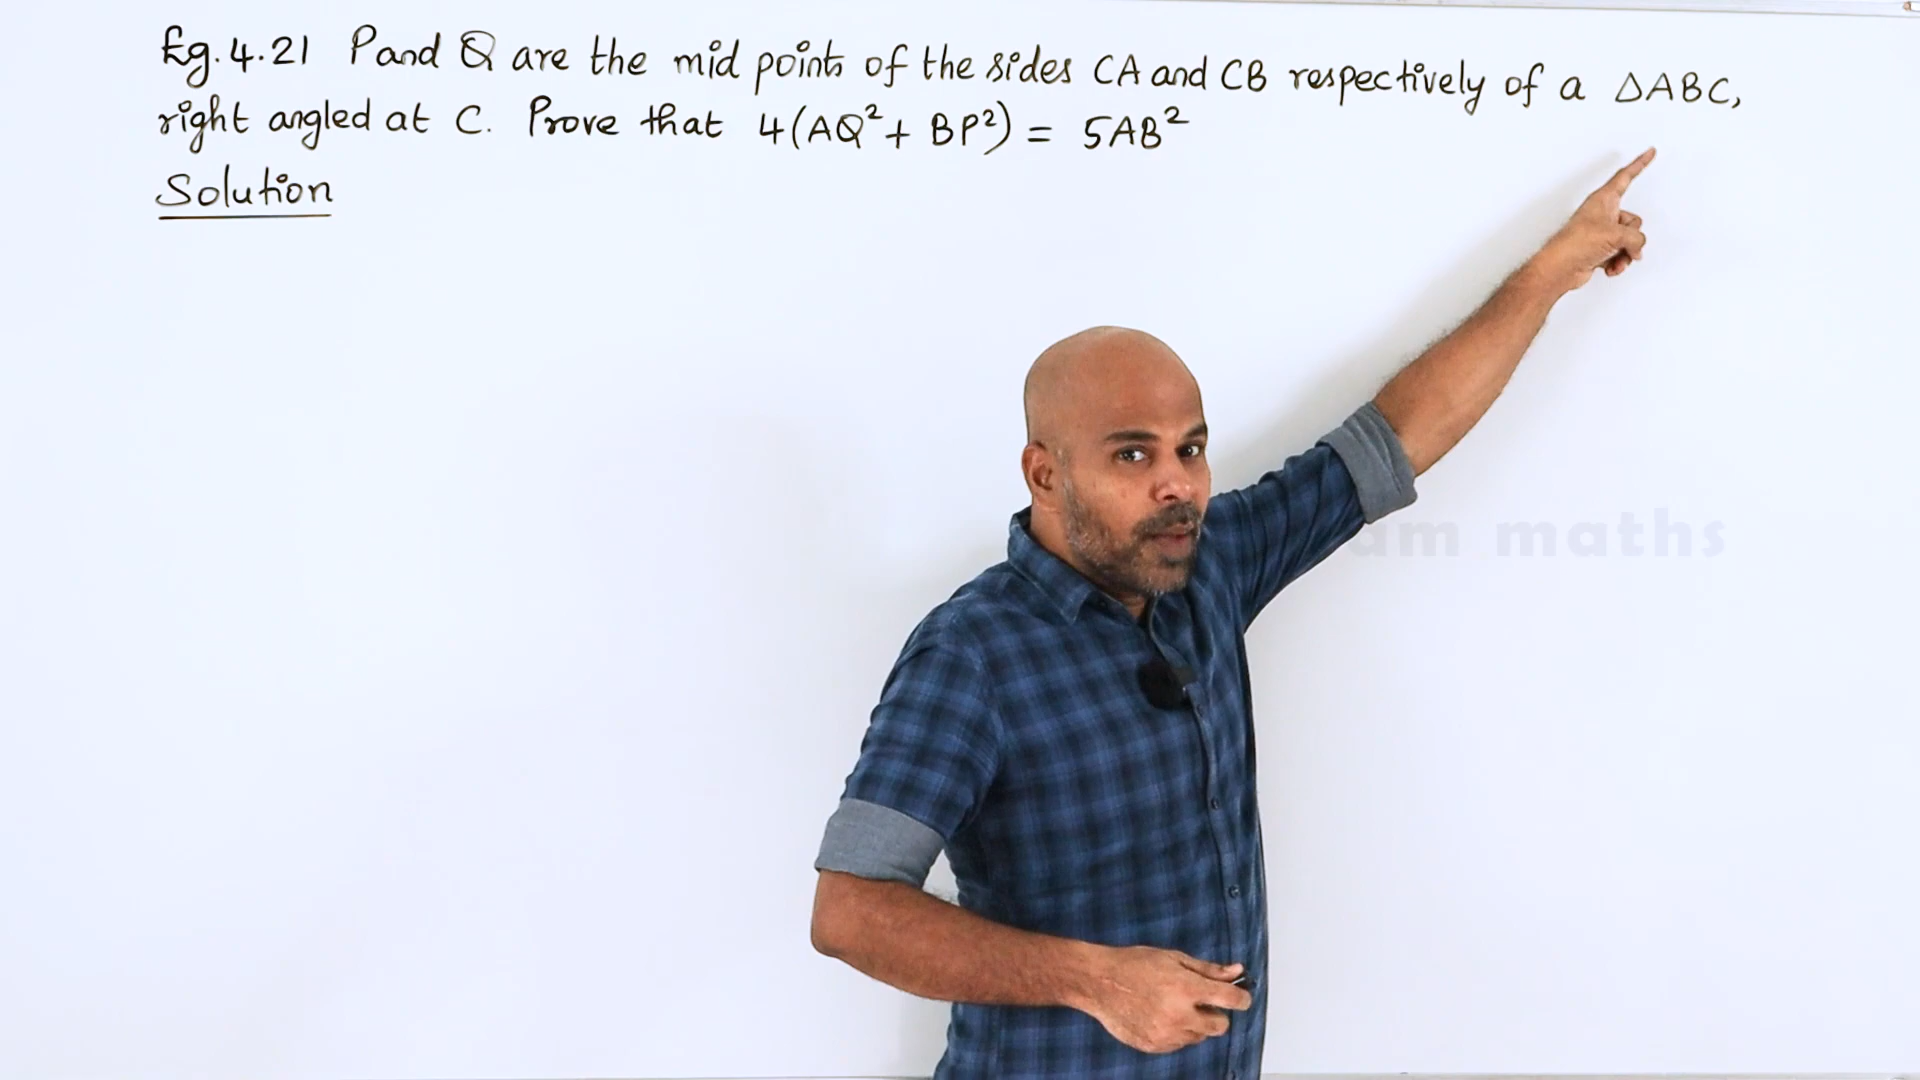 Eg. 4.21 P and Q are the mid points of the sides CA and CB respectively of a ΔABC,
right angled at C. Prove that 4(AQ² + BP²) = 5AB²
Solution
am maths